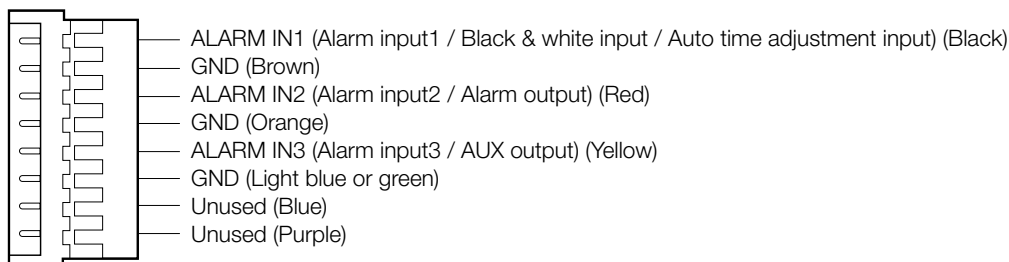 ALARM IN1 (Alarm input1 / Black & white input / Auto time adjustment input) (Black)
GND (Brown)
ALARM IN2 (Alarm input2 / Alarm output) (Red)
GND (Orange)
ALARM IN3 (Alarm input3 / AUX output) (Yellow)
GND (Light blue or green)
Unused (Blue)
Unused (Purple)